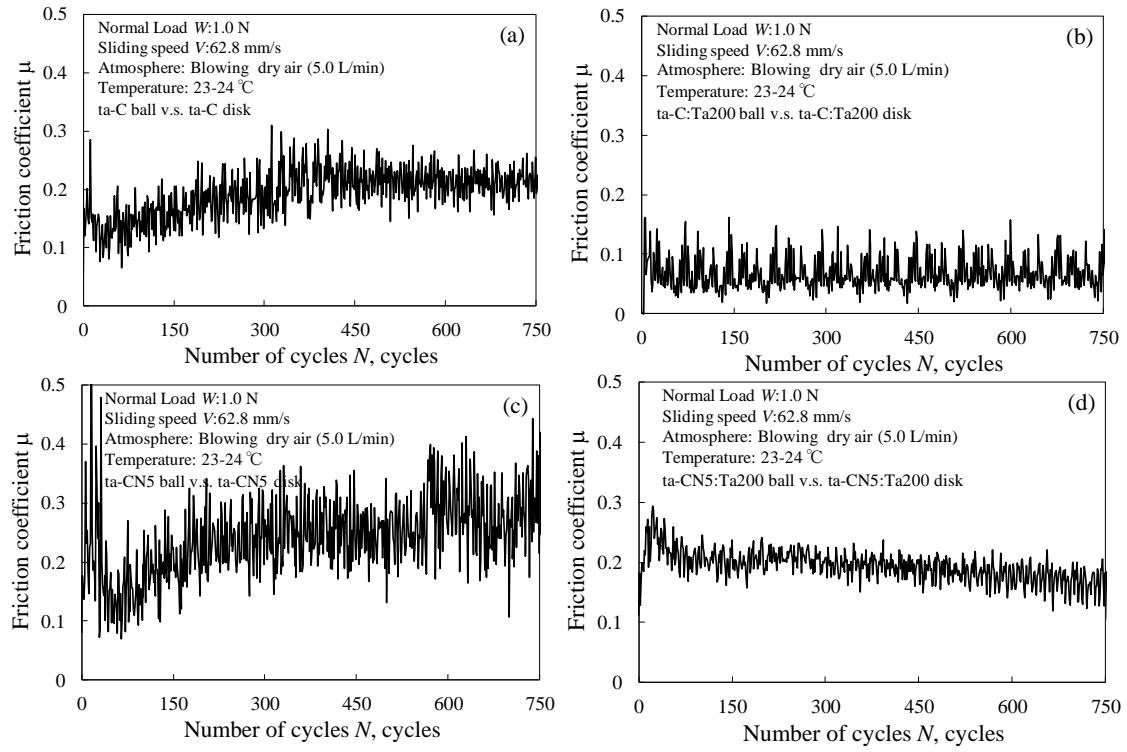 Normal Load W:1.0 N
Sliding speed V:62.8 mm/s
Atmosphere: Blowing dry air (5.0 L/min)
Temperature: 23-24 ℃
ta-C ball v.s. ta-C disk
(a)
0.5
0.4
0.3
0.2
0.1
0
Friction coefficient μ
0 150 300 450 600 750
Number of cycles N, cycles
Normal Load W:1.0 N
Sliding speed V:62.8 mm/s
Atmosphere: Blowing dry air (5.0 L/min)
Temperature: 23-24 ℃
ta-C:Ta200 ball v.s. ta-C:Ta200 disk
(b)
0.5
0.4
0.3
0.2
0.1
0
Friction coefficient μ
0 150 300 450 600 750
Number of cycles N, cycles
Normal Load W:1.0 N
Sliding speed V:62.8 mm/s
Atmosphere: Blowing dry air (5.0 L/min)
Temperature: 23-24 ℃
ta-CN5 ball v.s. ta-CN5 disk
(c)
0.5
0.4
0.3
0.2
0.1
0
Friction coefficient μ
0 150 300 450 600 750
Number of cycles N, cycles
Normal Load W:1.0 N
Sliding speed V:62.8 mm/s
Atmosphere: Blowing dry air (5.0 L/min)
Temperature: 23-24 ℃
ta-CN5:Ta200 ball v.s. ta-CN5:Ta200 disk
(d)
0.5
0.4
0.3
0.2
0.1
0
Friction coefficient μ
0 150 300 450 600 750
Number of cycles N, cycles